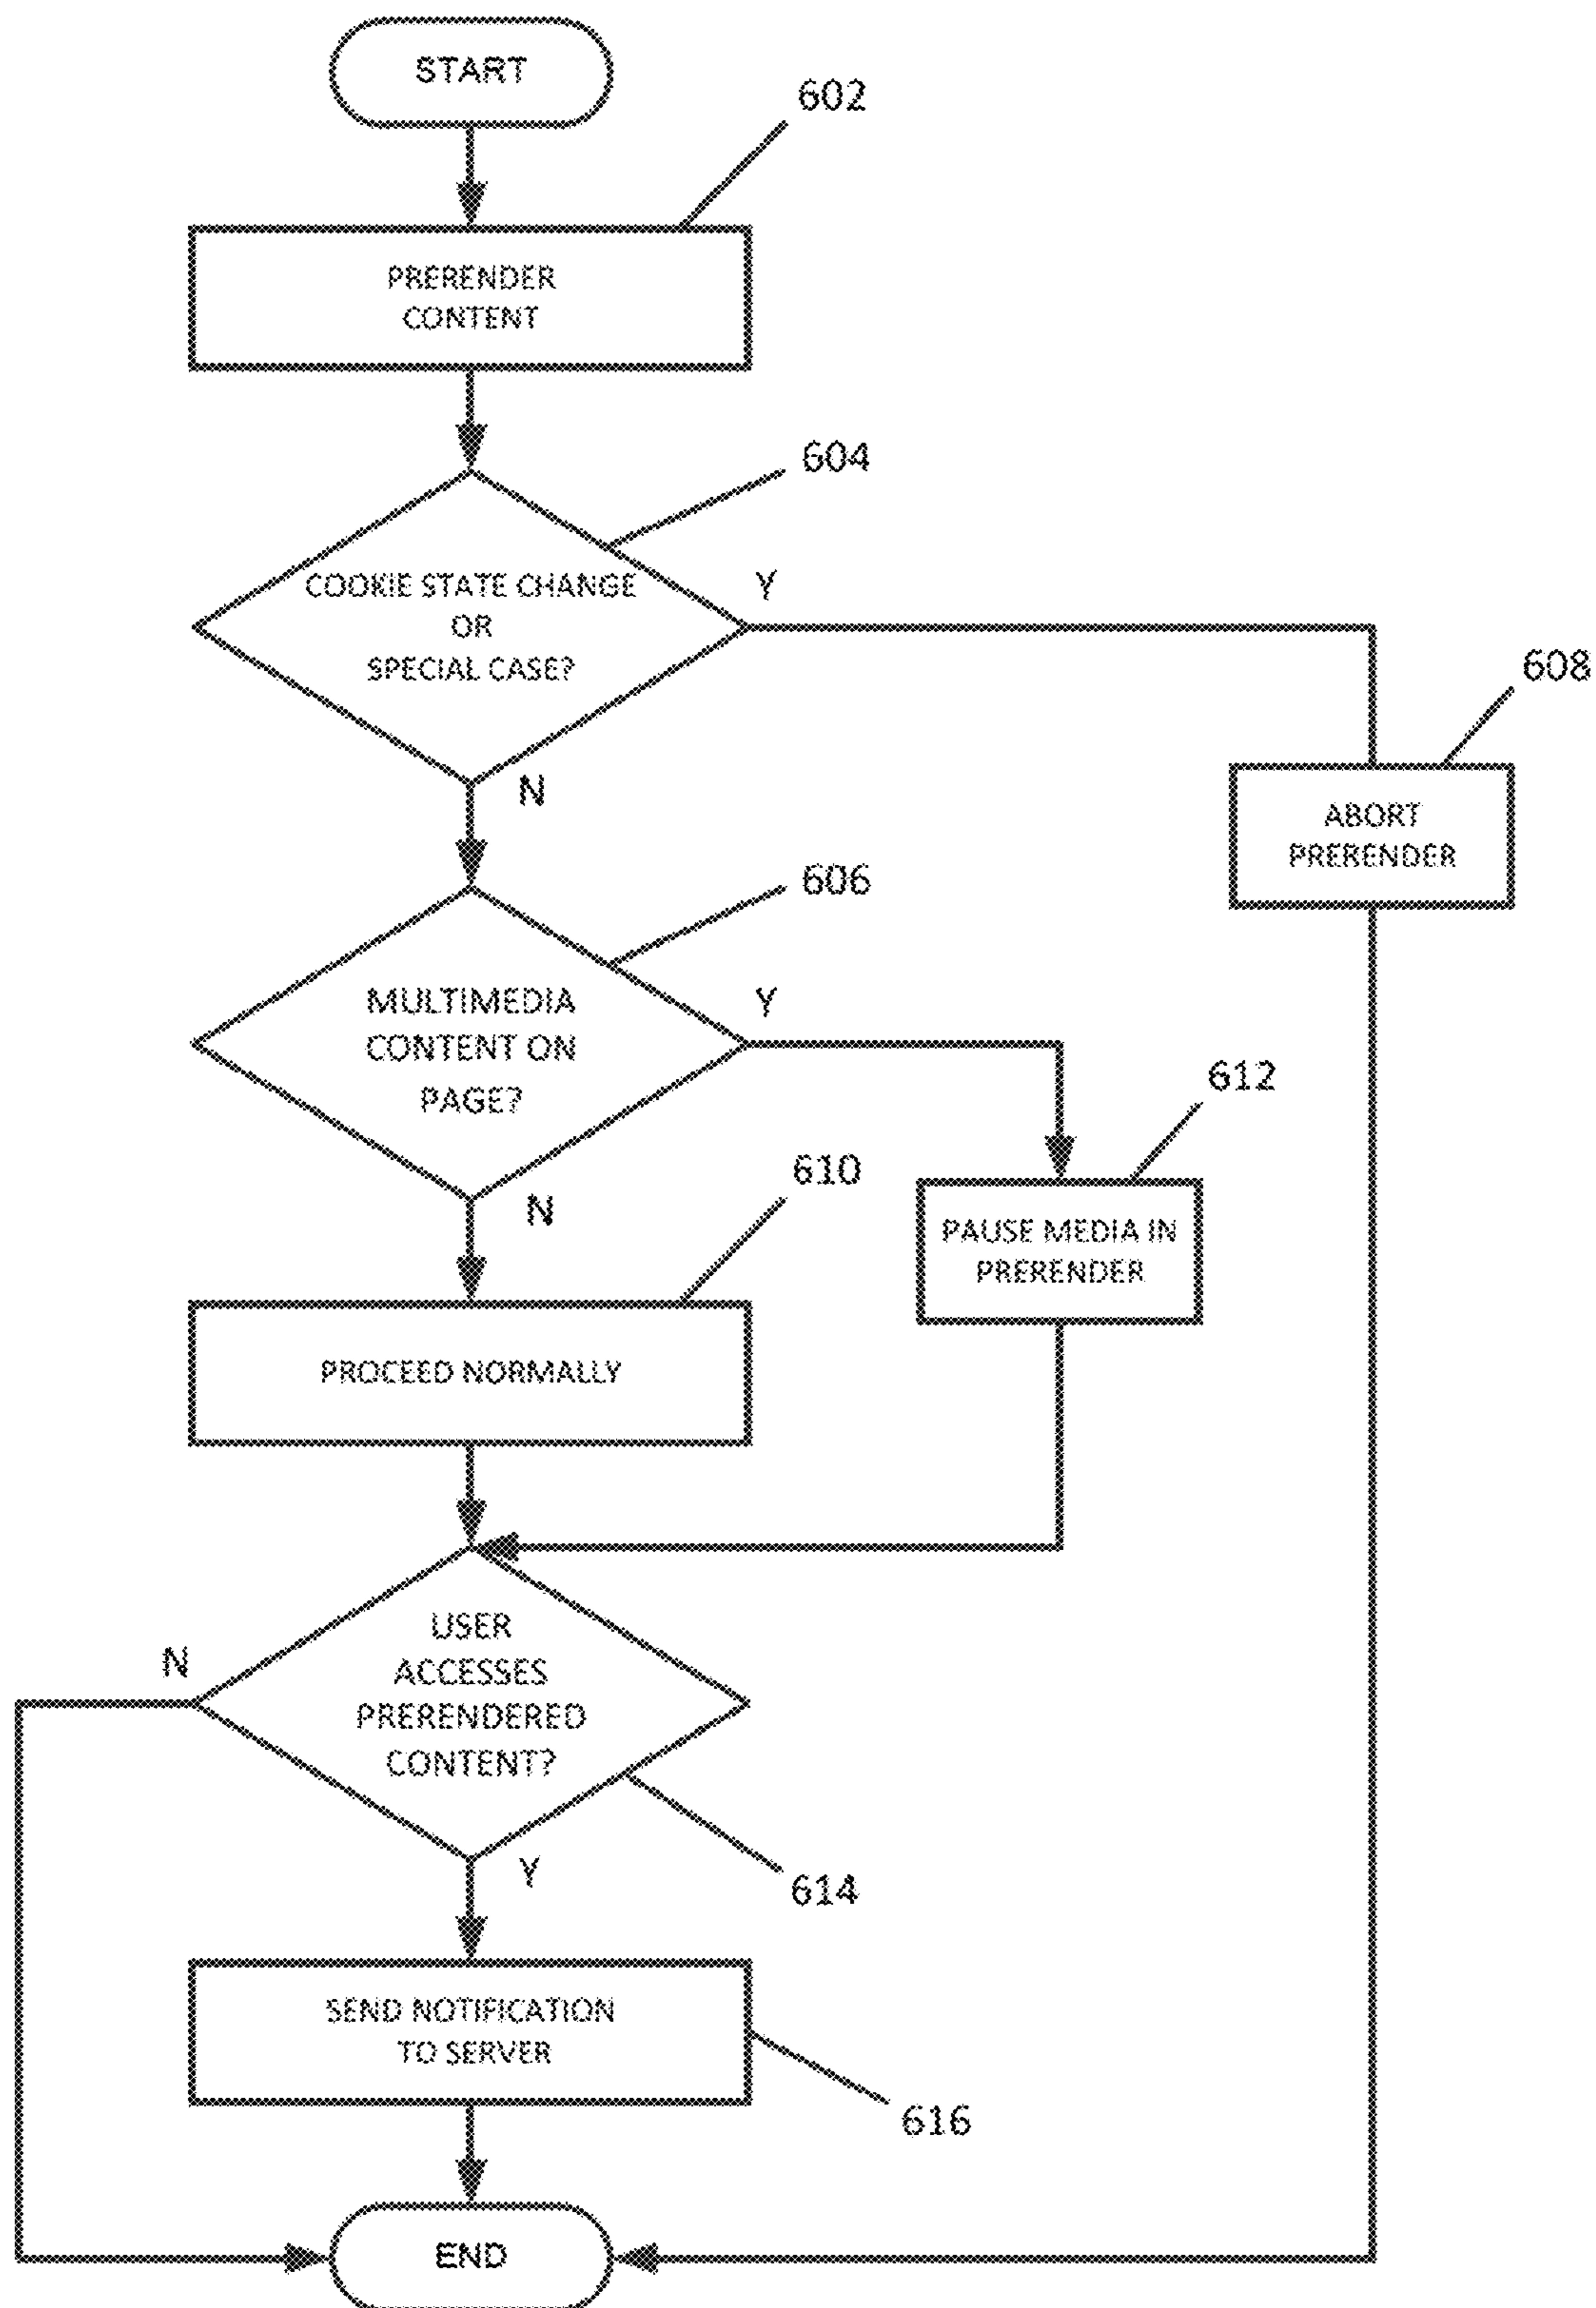 START
602
PRERENDER
CONTENT
604
COOKIE STATE CHANGE
OR
SPECIAL CASE?
Y
608
N
ABORT
PRERENDER
606
MULTIMEDIA
CONTENT ON
PAGE?
Y
612
N
610
PAUSE MEDIA IN
PRERENDER
PROCEED NORMALLY
USER
ACCESSES
PRERENDERED
CONTENT?
N
Y
614
SEND NOTIFICATION
TO SERVER
616
END